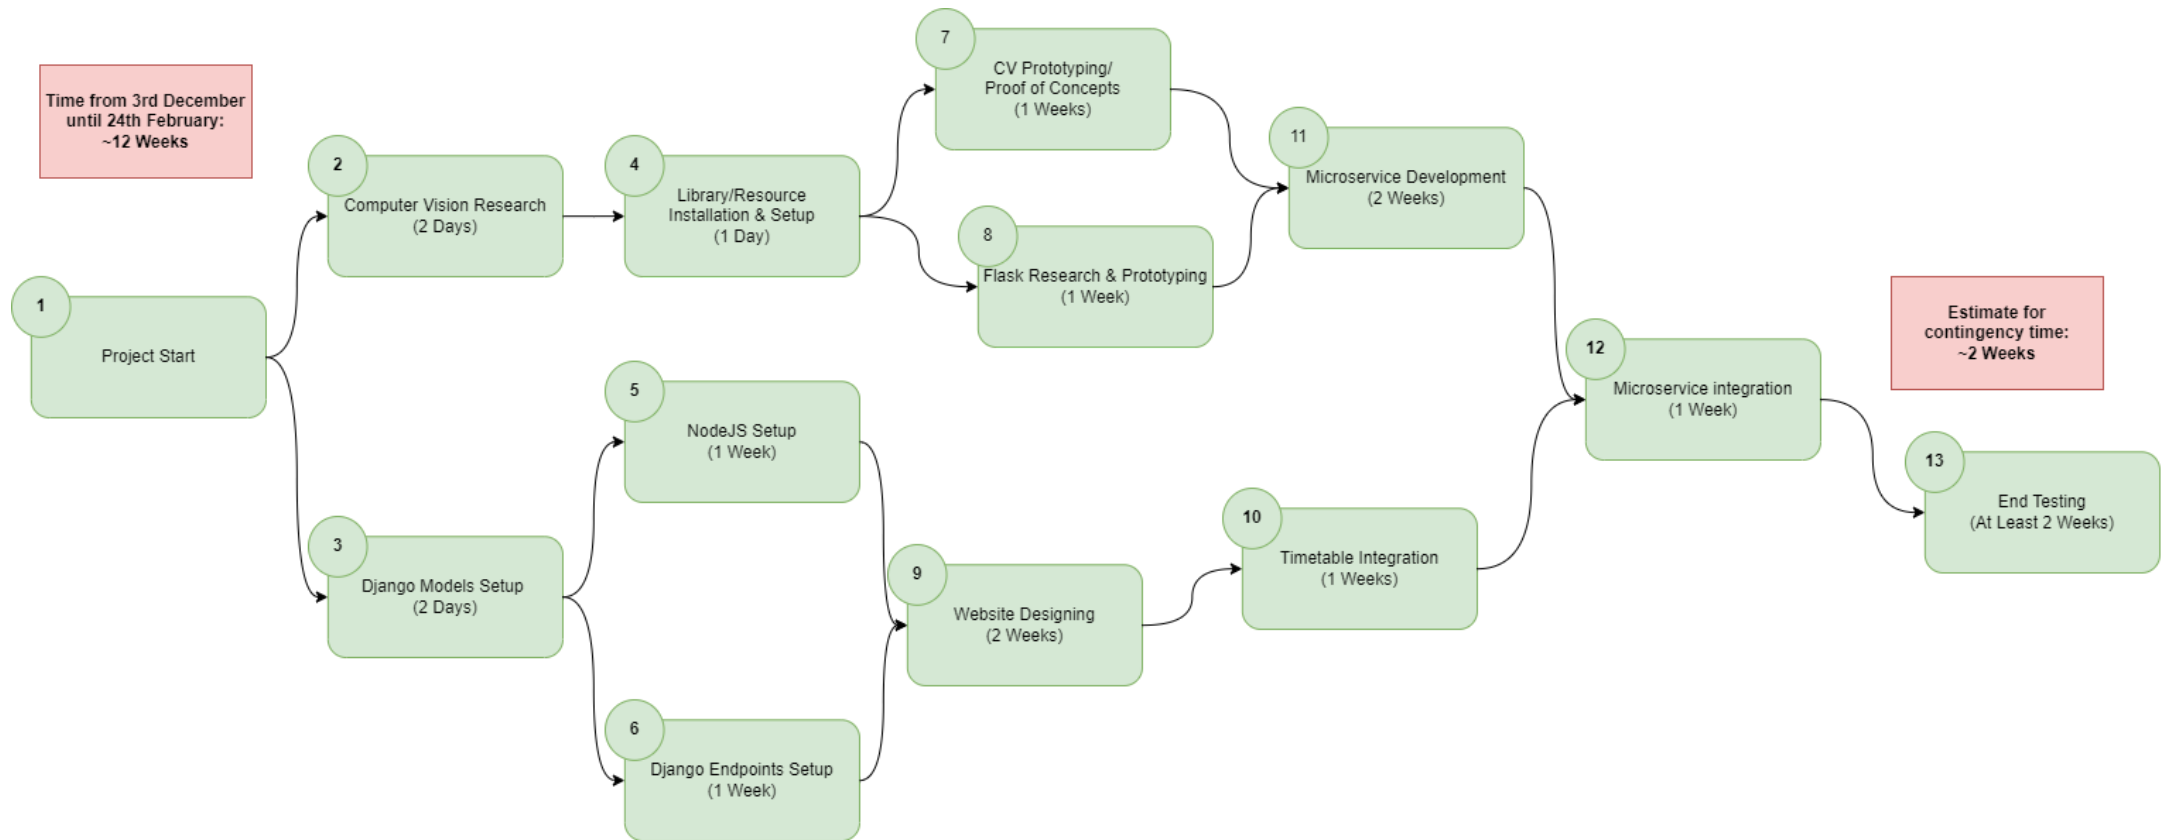 Time from 3rd December
until 24th February:
~12 Weeks
1
Project Start
2
Computer Vision Research
(2 Days)
3
Django Models Setup
(2 Days)
4
Library/Resource
Installation & Setup
(1 Day)
5
NodeJS Setup
(1 Week)
6
Django Endpoints Setup
(1 Week)
7
CV Prototyping/
Proof of Concepts
(1 Weeks)
8
Flask Research & Prototyping
(1 Week)
9
Website Designing
(2 Weeks)
10
Timetable Integration
(1 Weeks)
11
Microservice Development
(2 Weeks)
12
Microservice integration
(1 Week)
Estimate for
contingency time:
~2 Weeks
13
End Testing
(At Least 2 Weeks)